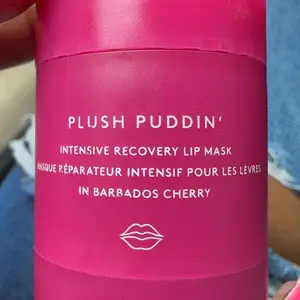 PLUSH PUDDIN'
INTENSIVE RECOVERY LIP MASK
MASQUE RÉPARATEUR INTENSIF POUR LES LÈVRES
IN BARBADOS CHERRY